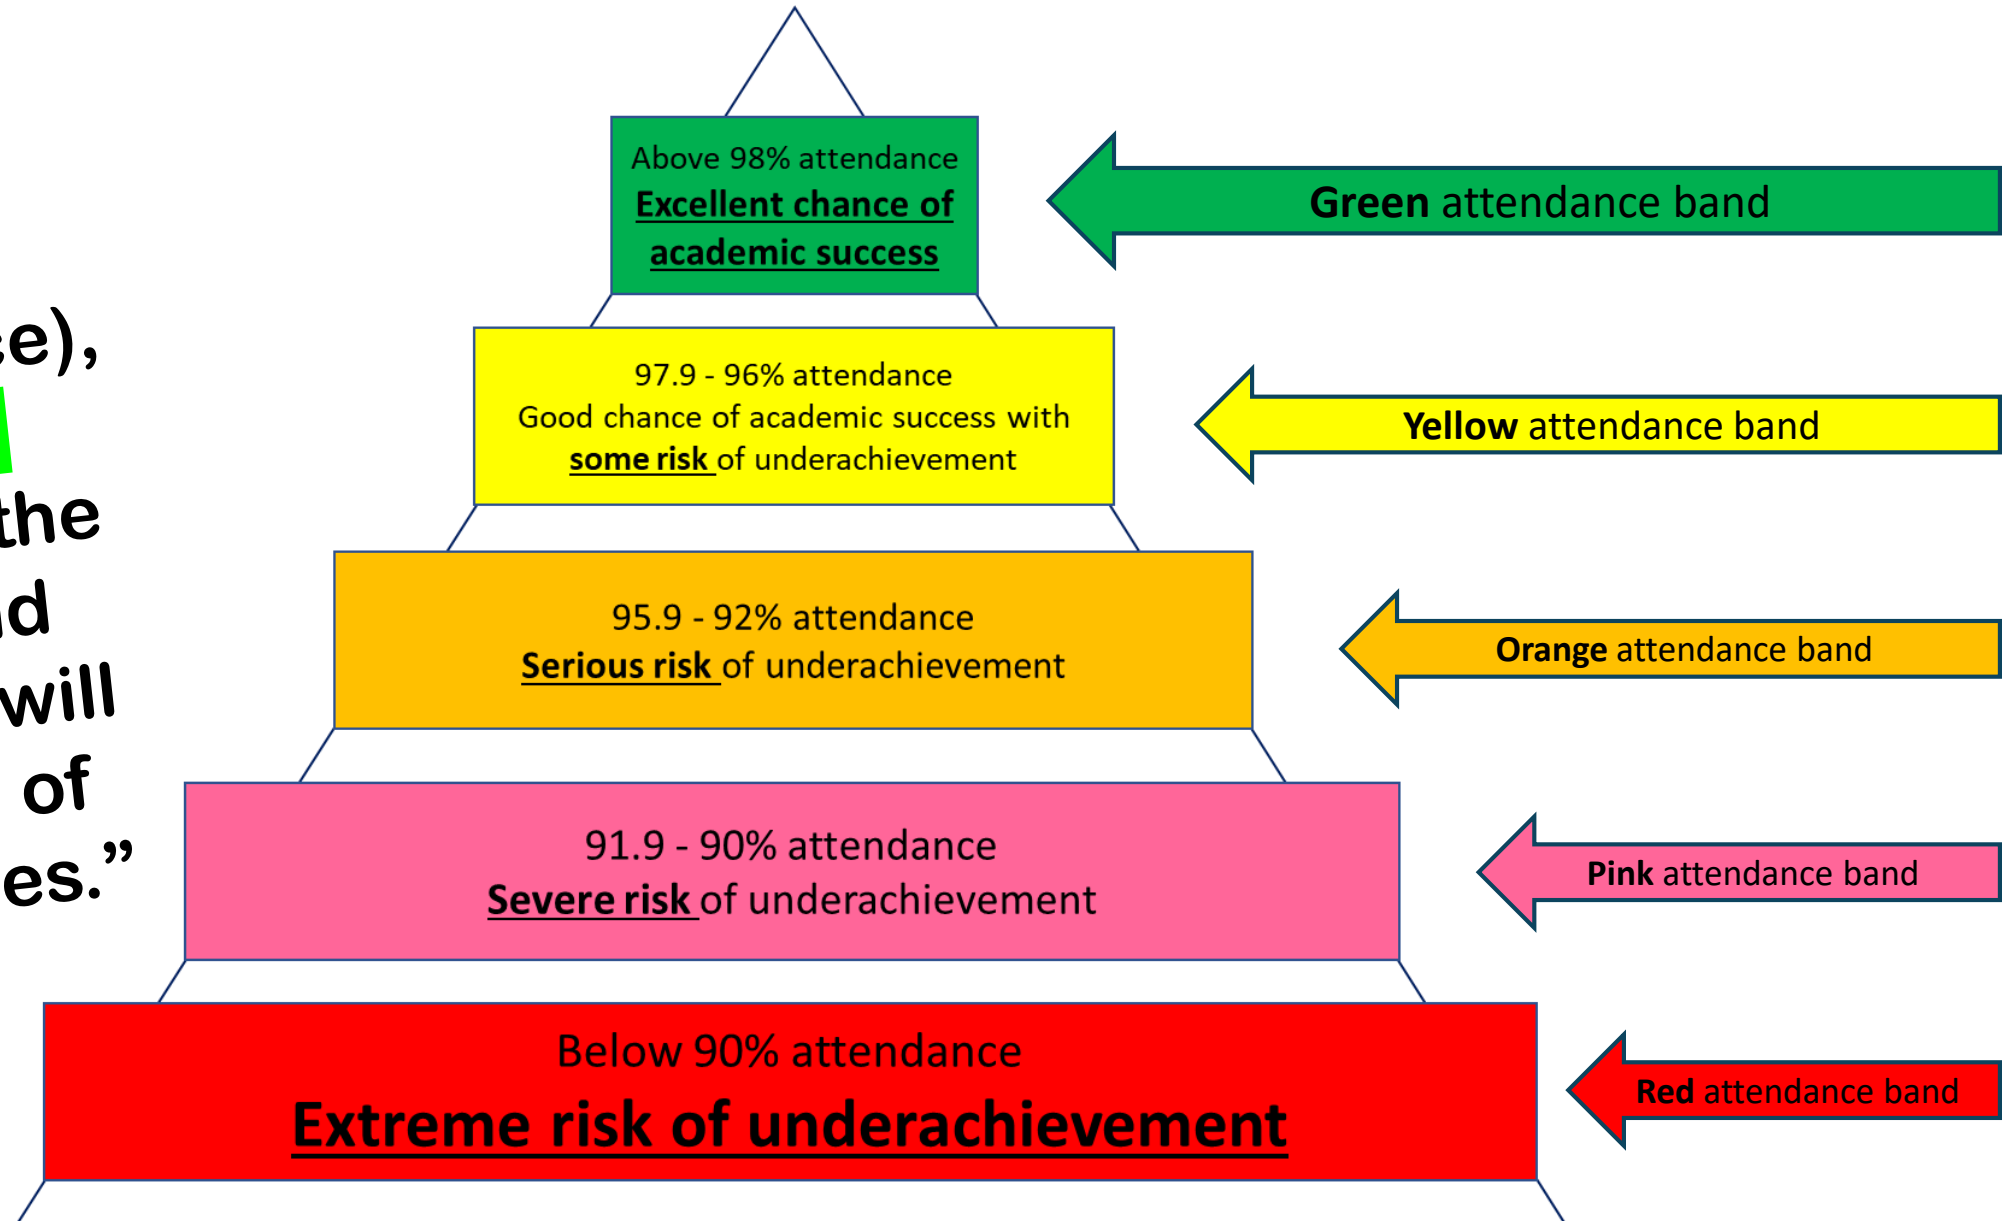 Above 98% attendance
Excellent chance of
academic success
Green attendance band
97.9 - 96% attendance
Good chance of academic success with
some risk of underachievement
Yellow attendance band
95.9 - 92% attendance
Serious risk of underachievement
Orange attendance band
91.9 - 90% attendance
Severe risk of underachievement
Pink attendance band
Below 90% attendance
Extreme risk of underachievement
Red attendance band
the
will
of